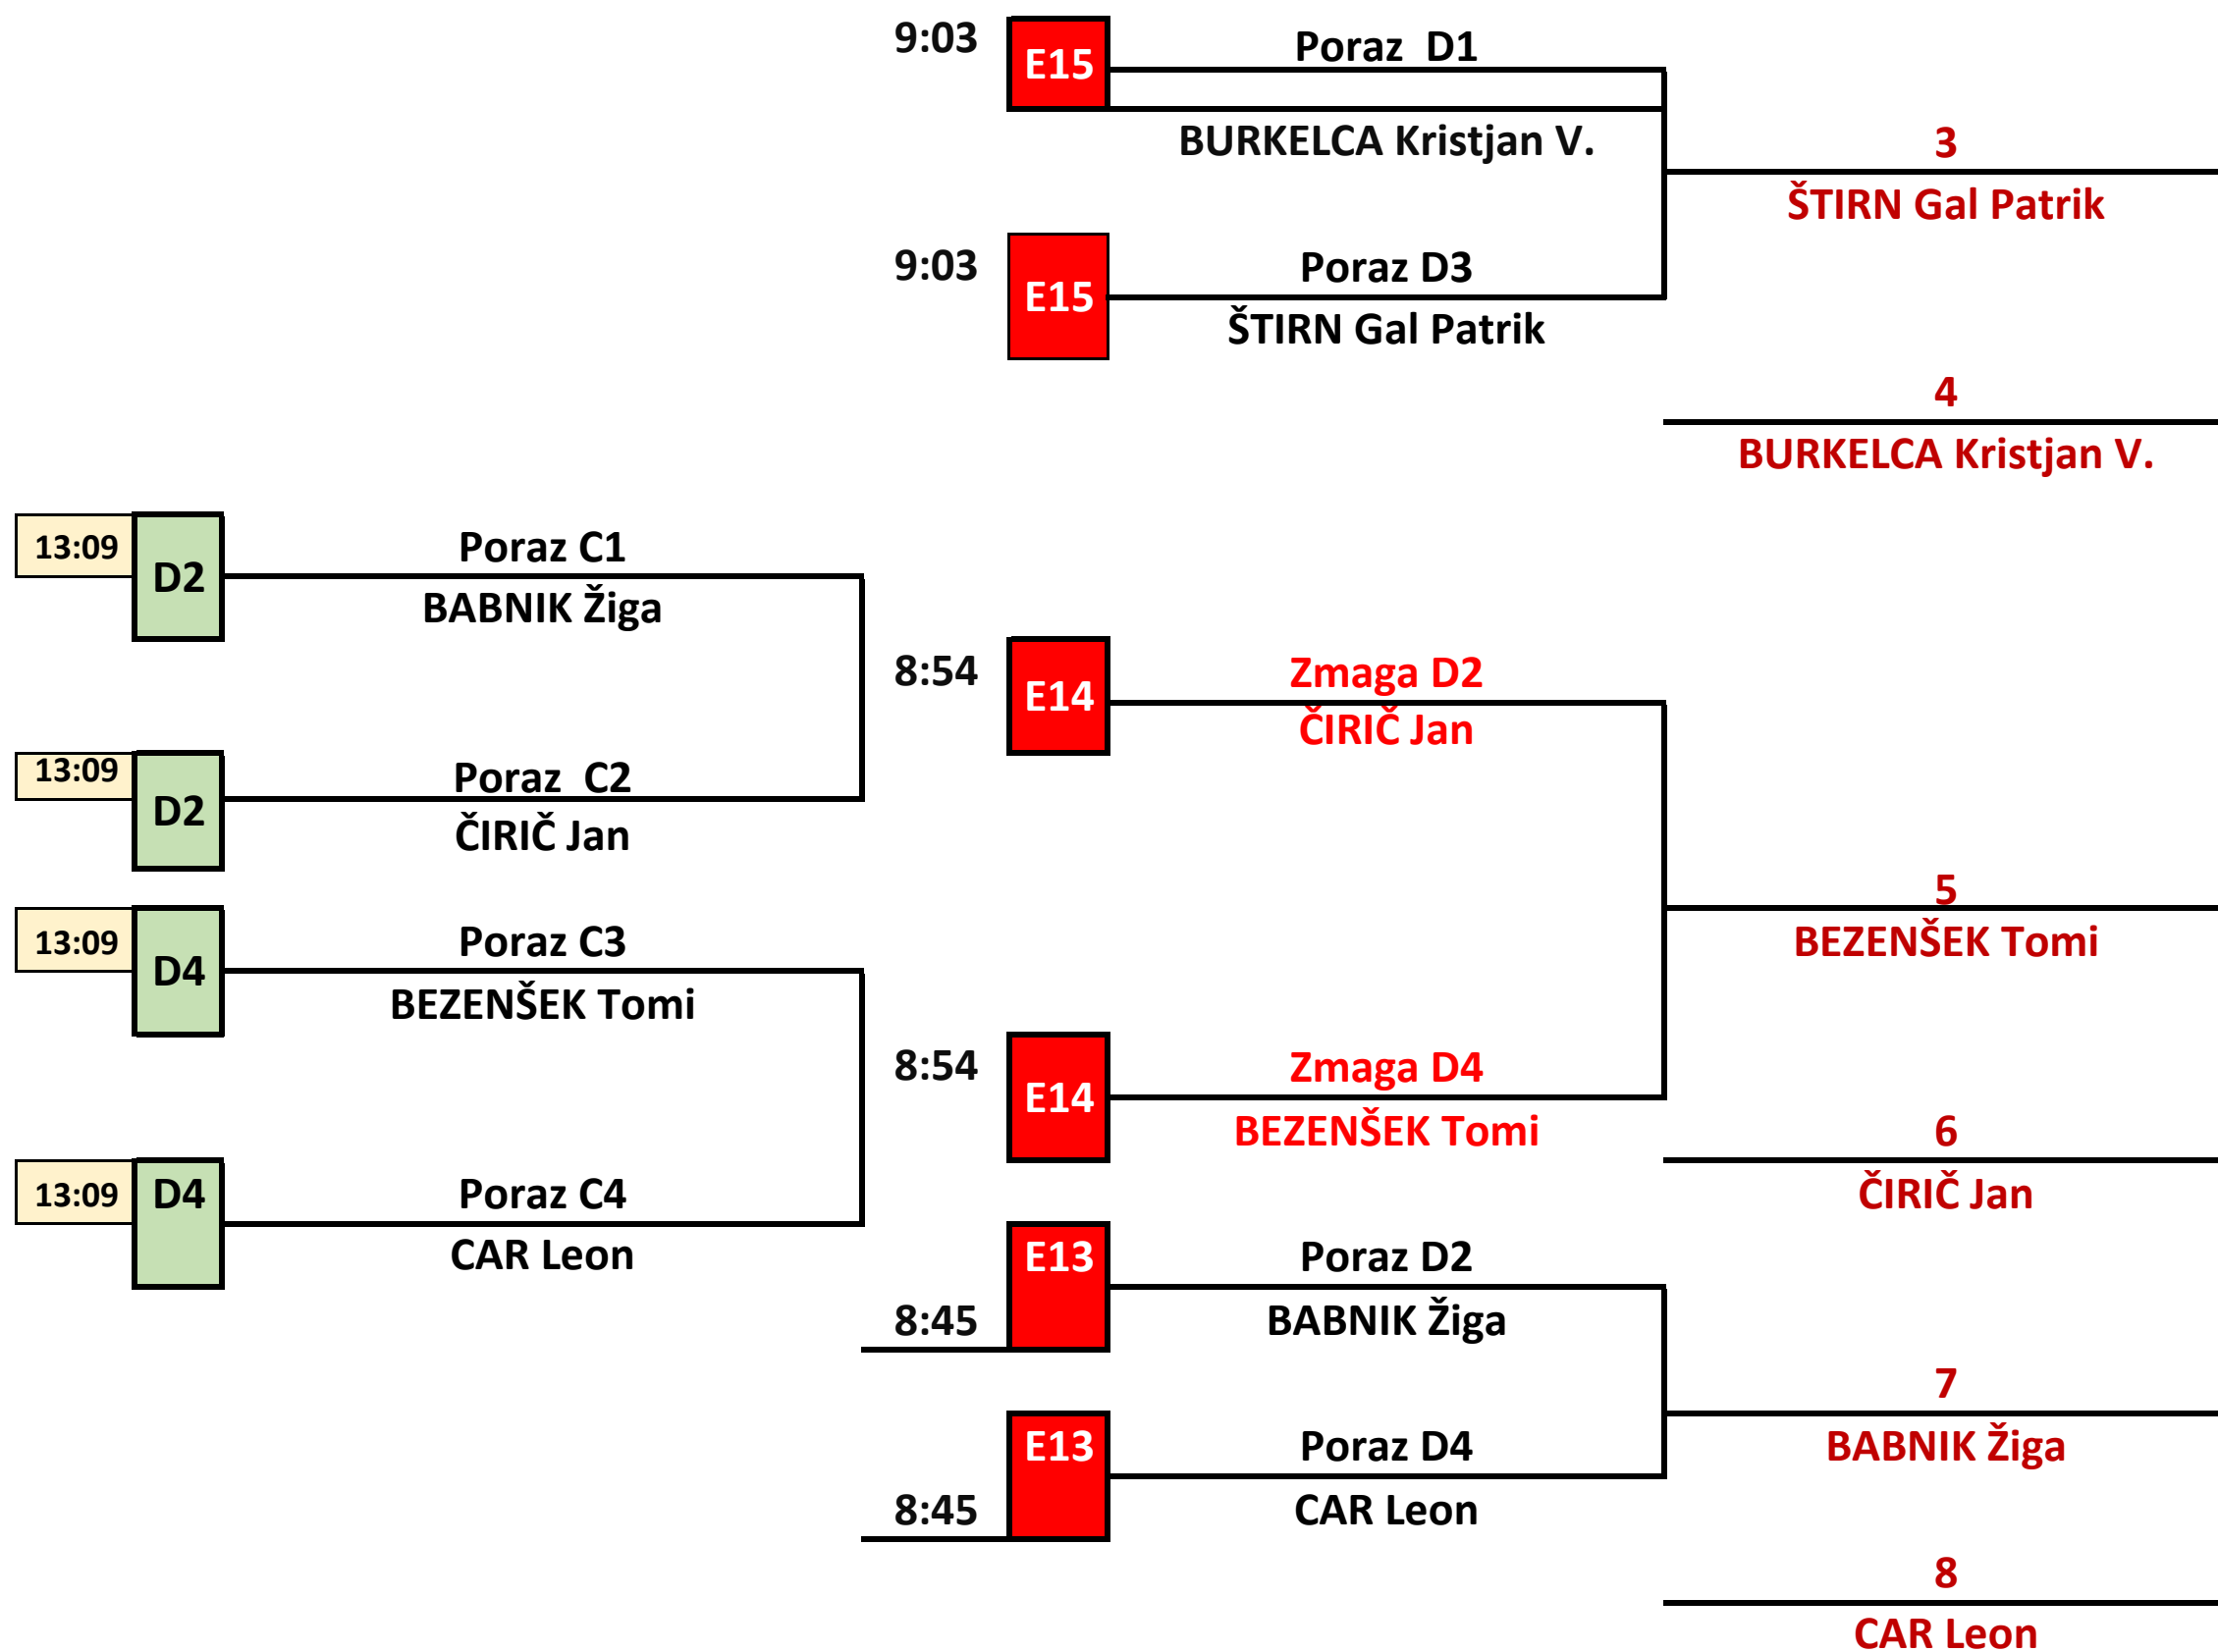 9:03
E15
Poraz  D1
BURKELCA Kristjan V.
3
ŠTIRN Gal Patrik
9:03
E15
Poraz D3
ŠTIRN Gal Patrik
4
BURKELCA Kristjan V.
13:09
D2
Poraz C1
BABNIK Žiga
8:54
E14
Zmaga D2
ČIRIČ Jan
13:09
D2
Poraz  C2
ČIRIČ Jan
5
BEZENŠEK Tomi
13:09
D4
Poraz C3
BEZENŠEK Tomi
8:54
E14
Zmaga D4
BEZENŠEK Tomi
6
ČIRIČ Jan
13:09
D4
Poraz C4
CAR Leon
E13
Poraz D2
8:45
BABNIK Žiga
7
BABNIK Žiga
E13
Poraz D4
8:45
CAR Leon
8
CAR Leon